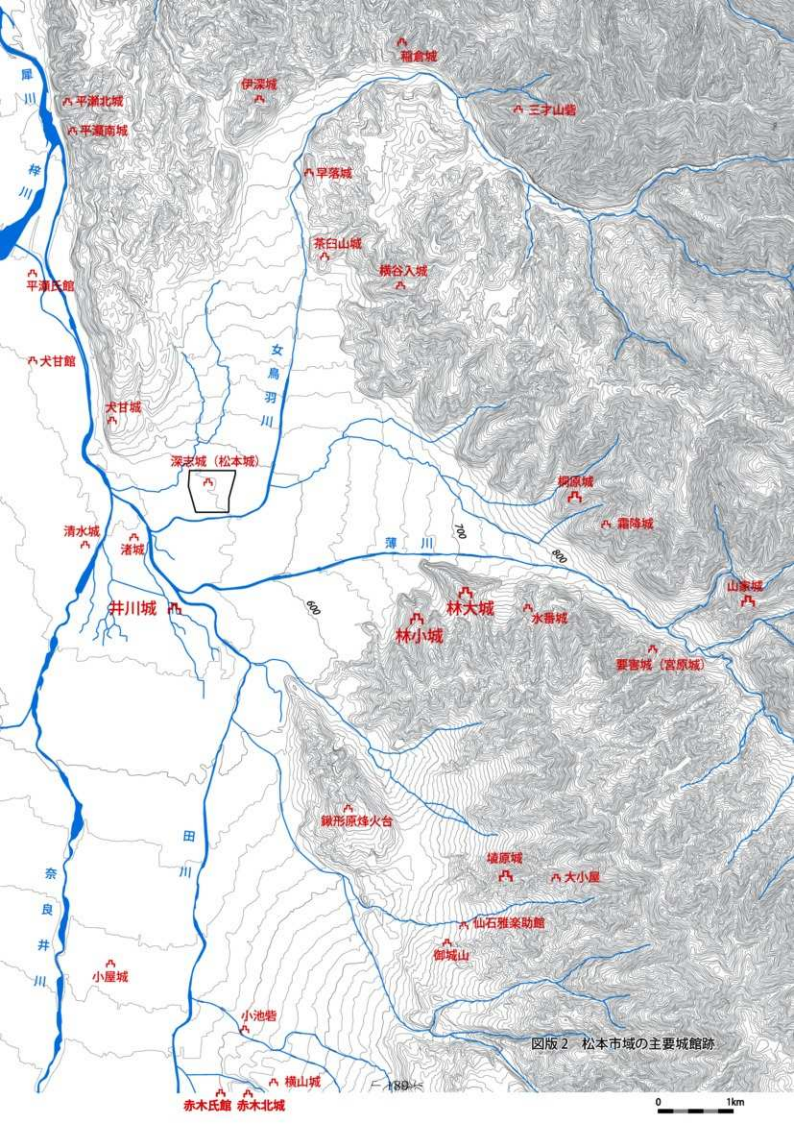 稲倉城
伊深城
犀川
平瀬北城
三才山砦
平瀬南城
梓川
早落城
茶臼山城
横谷入城
平瀬氏館
女鳥羽川
犬甘館
犬甘城
深志城(松本城)
桐原城
霜降城
700
清水城
渚城
薄川
800
山家城
井川城
600
林大城
林小城
水番城
要害城(宮原城)
鍬形原烽火台
田川
埴原城
大小屋
奈良井川
仙石雅楽助館
御城山
小屋城
小池砦
図版2 松本市域の主要城館跡
横山城
赤木氏館
赤木北城
0 1km